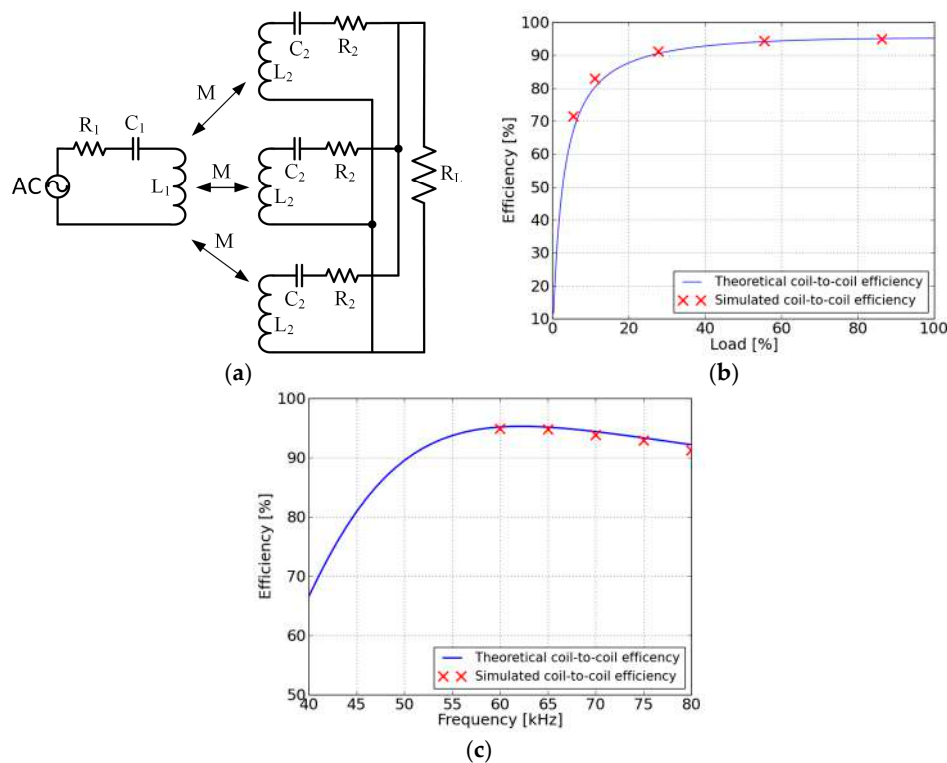 C₂ R₂
L₂
M
R₁ C₁
AC
L₁
M
C₂ R₂
L₂
R_L
M
C₂ R₂
L₂
(a)
100
90
80
70
60
50
40
30
20
10
Efficiency [%]
Theoretical coil-to-coil efficiency
Simulated coil-to-coil efficiency
0 20 40 60 80 100
Load [%]
(b)
100
90
80
70
60
50
Efficiency [%]
Theoretical coil-to-coil efficency
Simulated coil-to-coil efficiency
40 45 50 55 60 65 70 75 80
Frequency [kHz]
(c)